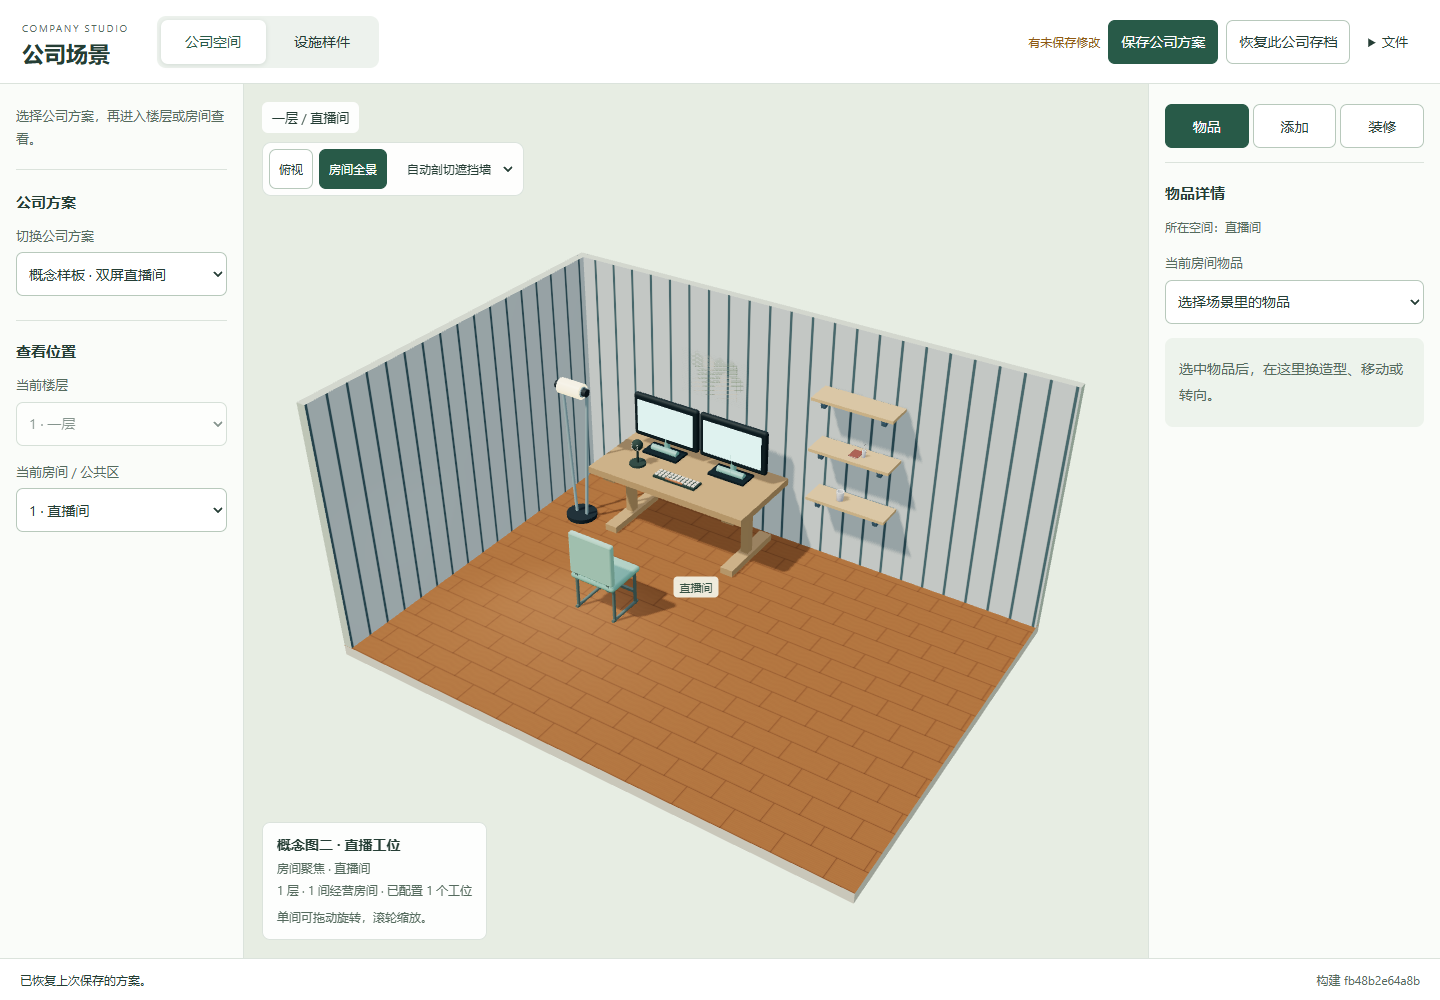 COMPANY STUDIO
公司场景
公司空间
设施样件
有未保存修改
保存公司方案
恢复此公司存档
▶ 文件
选择公司方案，再进入楼层或房间查
看。
公司方案
切换公司方案
概念样板 · 双屏直播间
查看位置
当前楼层
1 · 一层
当前房间 / 公共区
1 · 直播间
一层 / 直播间
俯视
房间全景
自动剖切遮挡墙
直播间
概念图二 · 直播工位
房间聚焦 · 直播间
1 层 · 1 间经营房间 · 已配置 1 个工位
单间可拖动旋转，滚轮缩放。
物品
添加
装修
物品详情
所在空间：直播间
当前房间物品
选择场景里的物品
选中物品后，在这里换造型、移动或
转向。
已恢复上次保存的方案。
构建 fb48b2e64a8b